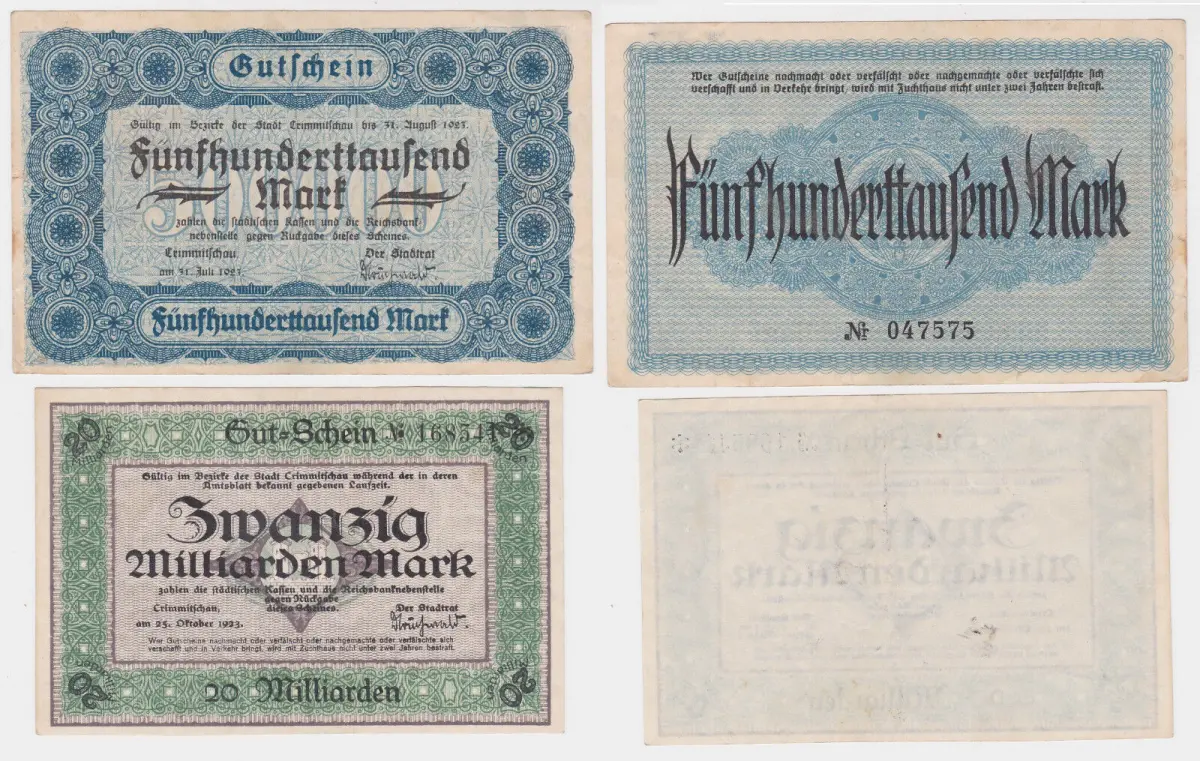 Gutschein
Gültig im Bezirke der Stadt Crimmitschau bis 31. August 1923.
Fünfhunderttausend
Mark
500000
zahlen die städtischen Kassen und die Reichsbank-
nebenstelle gegen Rückgabe dieses Scheines.
Crimmitschau, Der Stadtrat
am 31. Juli 1923.
Fünfhunderttausend Mark
Wer Gutscheine nachmacht oder verfälscht oder nachgemachte oder verfälschte sich
verschafft und in Verkehr bringt, wird mit Zuchthaus nicht unter zwei Jahren bestraft.
Fünfhunderttausend Mark
№ 047575
20 20
Gut-Schein № 168541
Gültig im Bezirke der Stadt Crimmitschau während der in deren
Amtsblatt bekannt gegebenen Laufzeit.
Zwanzig
Milliarden Mark
zahlen die städtischen Kassen und die Reichsbanknebenstelle
gegen Rückgabe
Crimmitschau, dieses Scheines. Der Stadtrat
am 25. Oktober 1923.
Wer Gutscheine nachmacht oder verfälscht oder nachgemachte oder verfälschte sich
verschafft und in Verkehr bringt, wird mit Zuchthaus nicht unter zwei Jahren bestraft.
20 20
20 Milliarden